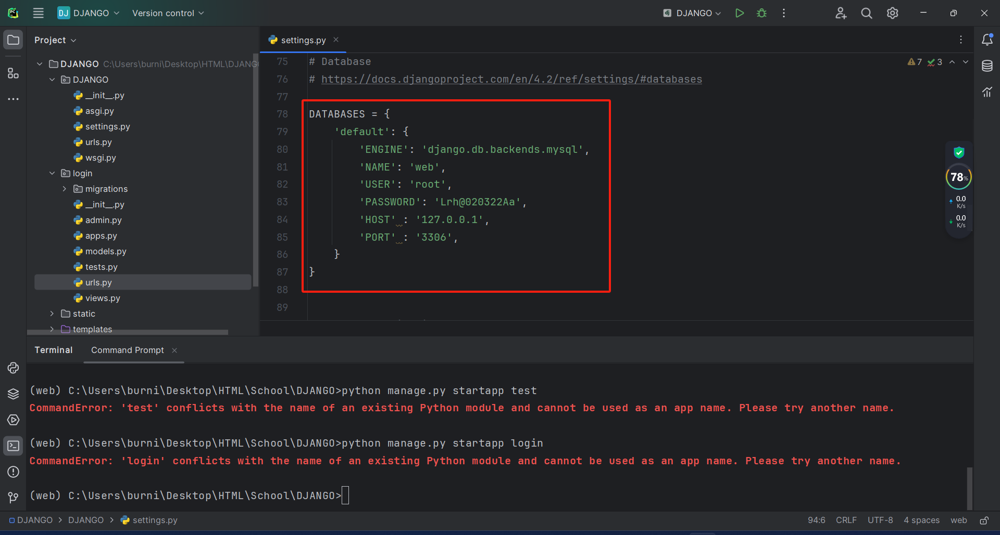 PC
DJ DJANGO
Version control
dj DJANGO
Project
settings.py
DJANGO C:\Users\burni\Desktop\HTML\DJANG
DJANGO
__init__.py
asgi.py
settings.py
urls.py
wsgi.py
login
migrations
__init__.py
admin.py
apps.py
models.py
tests.py
urls.py
views.py
static
templates
75 # Database
76 # https://docs.djangoproject.com/en/4.2/ref/settings/#databases
77
78 DATABASES = {
79 'default': {
80 'ENGINE': 'django.db.backends.mysql',
81 'NAME': 'web',
82 'USER': 'root',
83 'PASSWORD': 'Lrh@020322Aa',
84 'HOST' : '127.0.0.1',
85 'PORT' : '3306',
86 }
87 }
88
89
7 3
78%
0.0
K/s
0.0
K/s
Terminal
Command Prompt
(web) C:\Users\burni\Desktop\HTML\School\DJANGO>python manage.py startapp test
CommandError: 'test' conflicts with the name of an existing Python module and cannot be used as an app name. Please try another name.
(web) C:\Users\burni\Desktop\HTML\School\DJANGO>python manage.py startapp login
CommandError: 'login' conflicts with the name of an existing Python module and cannot be used as an app name. Please try another name.
(web) C:\Users\burni\Desktop\HTML\School\DJANGO>
DJANGO > DJANGO > settings.py
94:6 CRLF UTF-8 4 spaces web